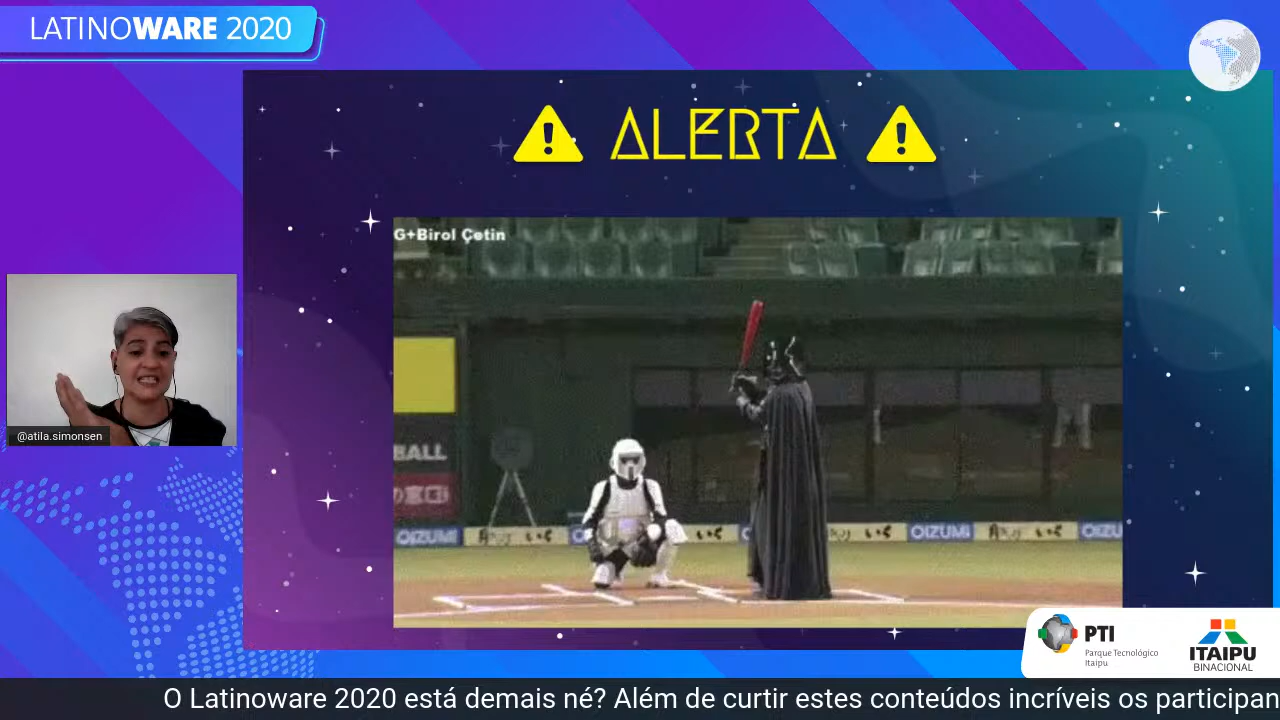 LATINOWARE 2020
ALERTA
G+Birol Çetin
BALL
OIZUMI
OIZUMI
OIZUMI
@atila.simonsen
PTI
Parque Tecnológico
Itaipu
ITAIPU
BINACIONAL
O Latinoware 2020 está demais né? Além de curtir estes conteúdos incríveis os participan